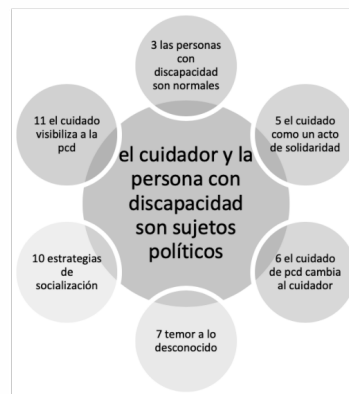 3 las personas
con
discapacidad
son normales
5 el cuidado
como un acto
de solidaridad
6 el cuidado
de pcd cambia
al cuidador
7 temor a lo
desconocido
10 estrategias
de
socialización
11 el cuidado
visibiliza a la
pcd
el cuidador y la
persona con
discapacidad
son sujetos
políticos